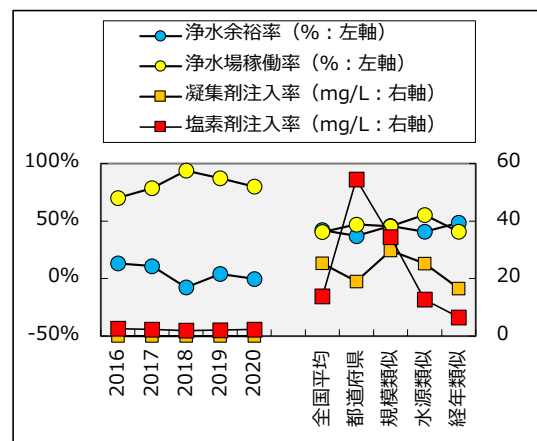 浄水余裕率（%：左軸）
浄水場稼働率（%：左軸）
凝集剤注入率（mg/L：右軸）
塩素剤注入率（mg/L：右軸）
100%
50%
0%
-50%
60
40
20
0
2016
2017
2018
2019
2020
全国平均
都道府県
規模類似
水源類似
経年類似